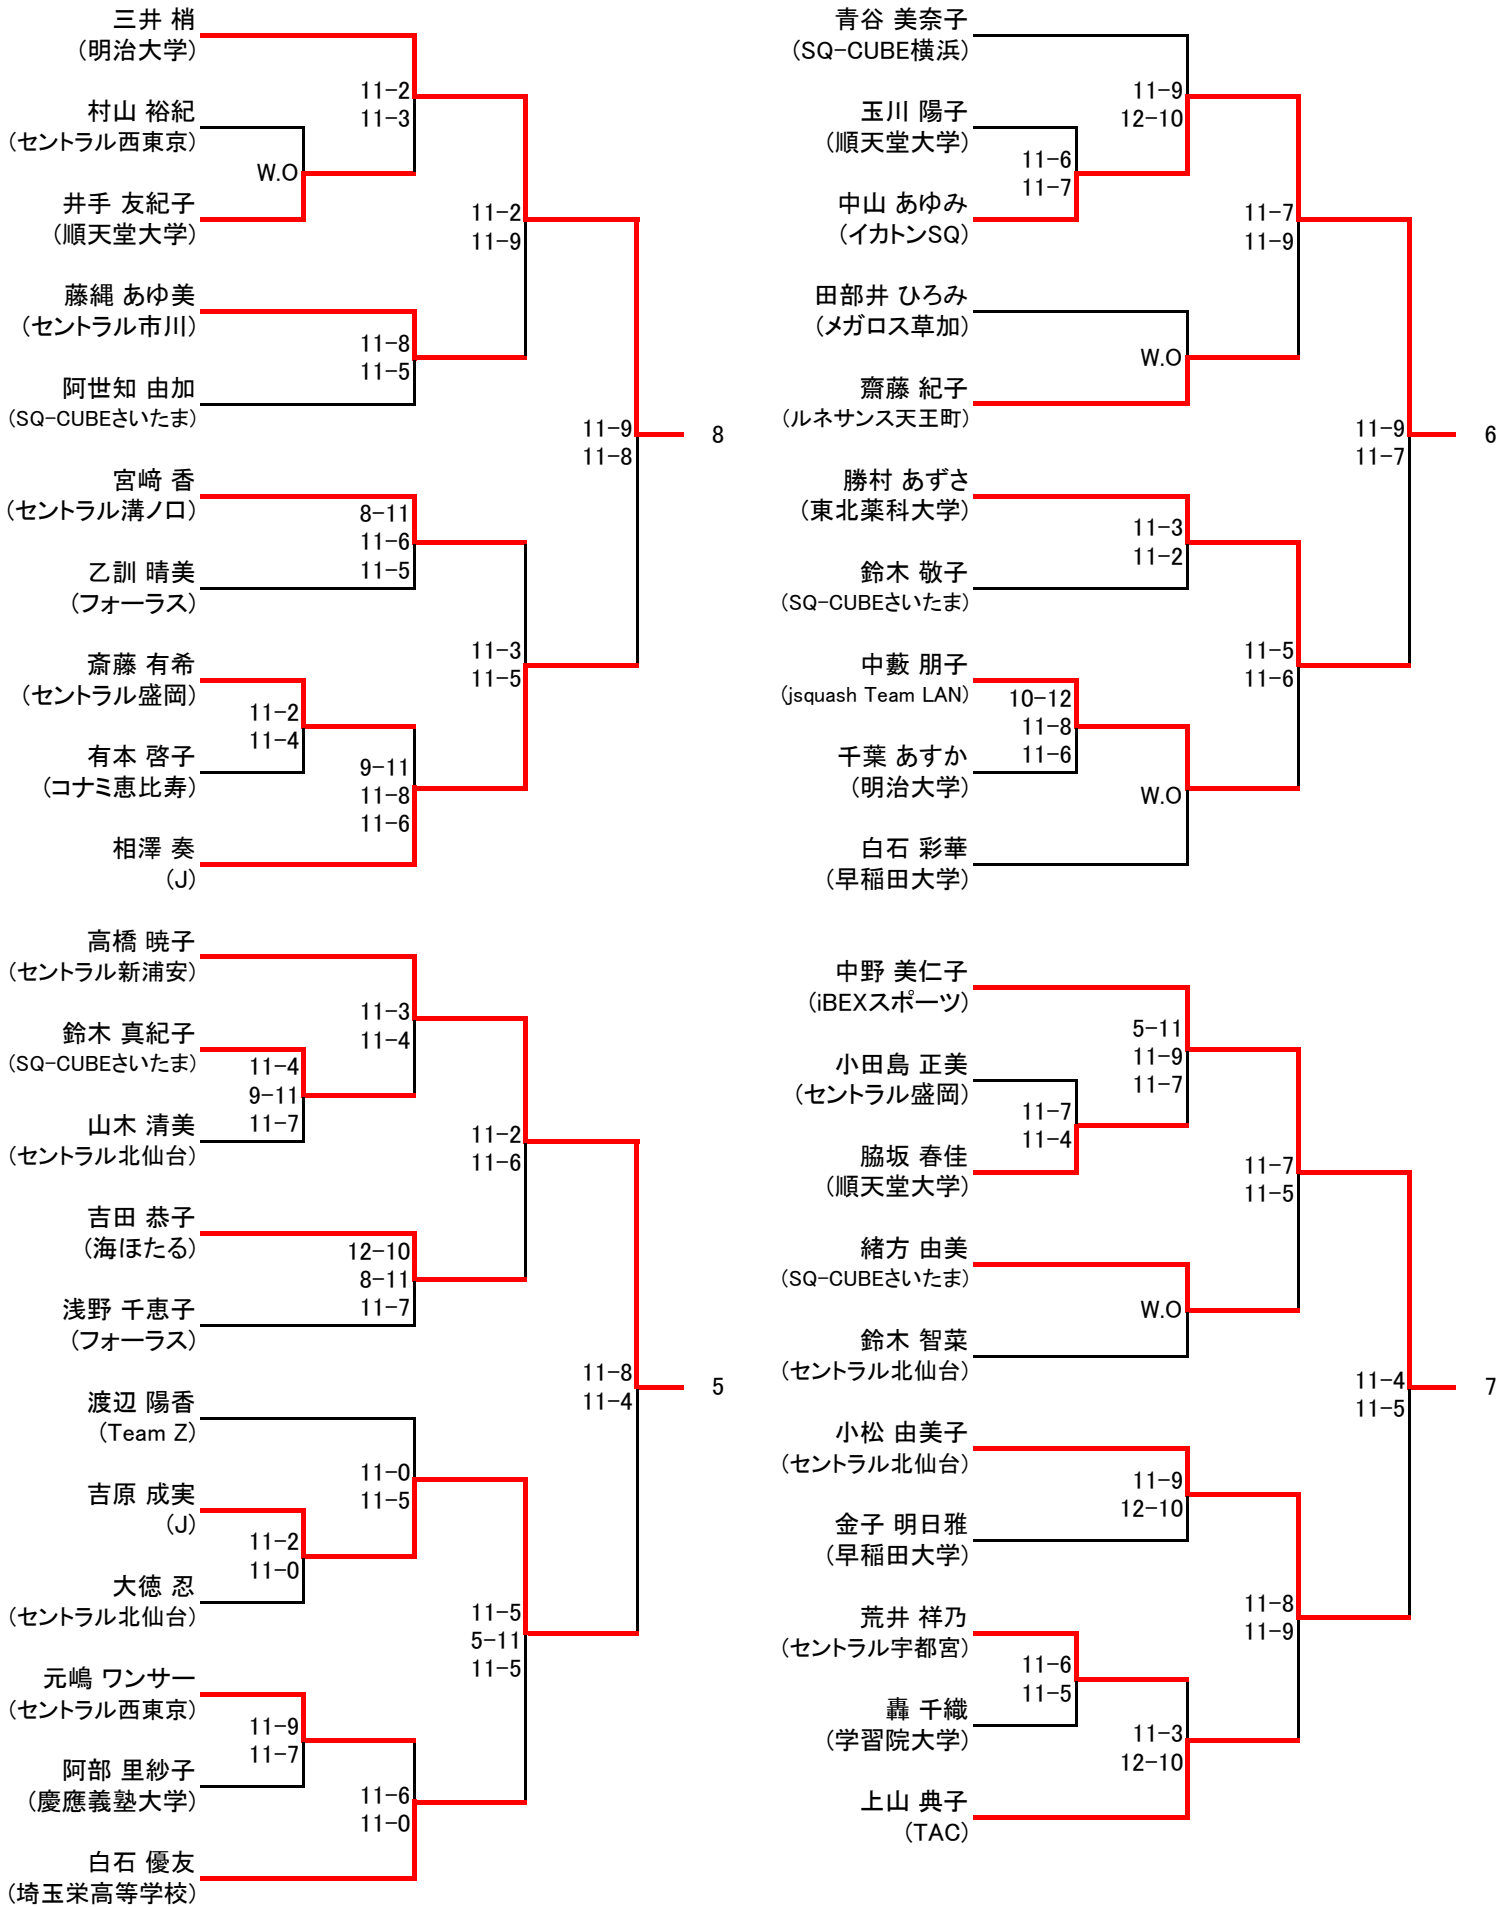 三井 梢
(明治大学)
11-2
11-3
村山 裕紀
(セントラル西東京)
W.O
井手 友紀子
(順天堂大学)
11-2
11-9
藤縄 あゆ美
(セントラル市川)
11-8
11-5
阿世知 由加
(SQ-CUBEさいたま)
11-9
11-8
8
宮﨑 香
(セントラル溝ノ口)
8-11
11-6
11-5
乙訓 晴美
(フォーラス)
11-3
11-5
斎藤 有希
(セントラル盛岡)
11-2
11-4
有本 啓子
(コナミ恵比寿)
9-11
11-8
11-6
相澤 奏
(J)
高橋 暁子
(セントラル新浦安)
11-3
11-4
鈴木 真紀子
(SQ-CUBEさいたま)
11-4
9-11
11-7
山木 清美
(セントラル北仙台)
11-2
11-6
吉田 恭子
(海ほたる)
12-10
8-11
11-7
浅野 千恵子
(フォーラス)
11-8
11-4
5
渡辺 陽香
(Team Z)
11-0
11-5
吉原 成実
(J)
11-2
11-0
大徳 忍
(セントラル北仙台)
11-5
5-11
11-5
元嶋 ワンサー
(セントラル西東京)
11-9
11-7
阿部 里紗子
(慶應義塾大学)
11-6
11-0
白石 優友
(埼玉栄高等学校)
青谷 美奈子
(SQ-CUBE横浜)
11-9
12-10
玉川 陽子
(順天堂大学)
11-6
11-7
中山 あゆみ
(イカトンSQ)
11-7
11-9
田部井 ひろみ
(メガロス草加)
W.O
齋藤 紀子
(ルネサンス天王町)
11-9
11-7
6
勝村 あずさ
(東北薬科大学)
11-3
11-2
鈴木 敬子
(SQ-CUBEさいたま)
11-5
11-6
中藪 朋子
(jsquash Team LAN)
10-12
11-8
11-6
千葉 あすか
(明治大学)
W.O
白石 彩華
(早稲田大学)
中野 美仁子
(iBEXスポーツ)
5-11
11-9
11-7
小田島 正美
(セントラル盛岡)
11-7
11-4
脇坂 春佳
(順天堂大学)
11-7
11-5
緒方 由美
(SQ-CUBEさいたま)
W.O
鈴木 智菜
(セントラル北仙台)
11-4
11-5
7
小松 由美子
(セントラル北仙台)
11-9
12-10
金子 明日雅
(早稲田大学)
11-8
11-9
荒井 祥乃
(セントラル宇都宮)
11-6
11-5
轟 千織
(学習院大学)
11-3
12-10
上山 典子
(TAC)